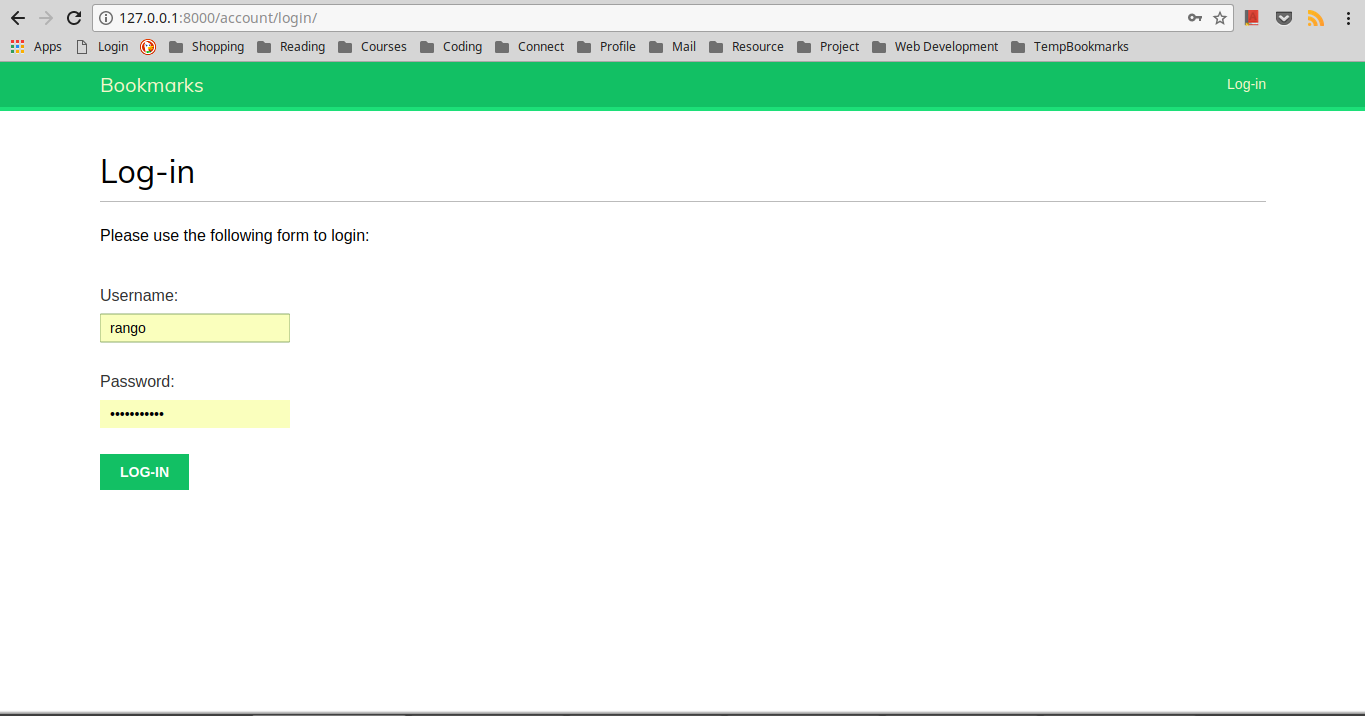 127.0.0.1:8000/account/login/
Apps Login Shopping Reading Courses Coding Connect Profile Mail Resource Project Web Development TempBookmarks
Bookmarks Log-in
Log-in
Please use the following form to login:
Username:
rango
Password:
•••••••••••
LOG-IN